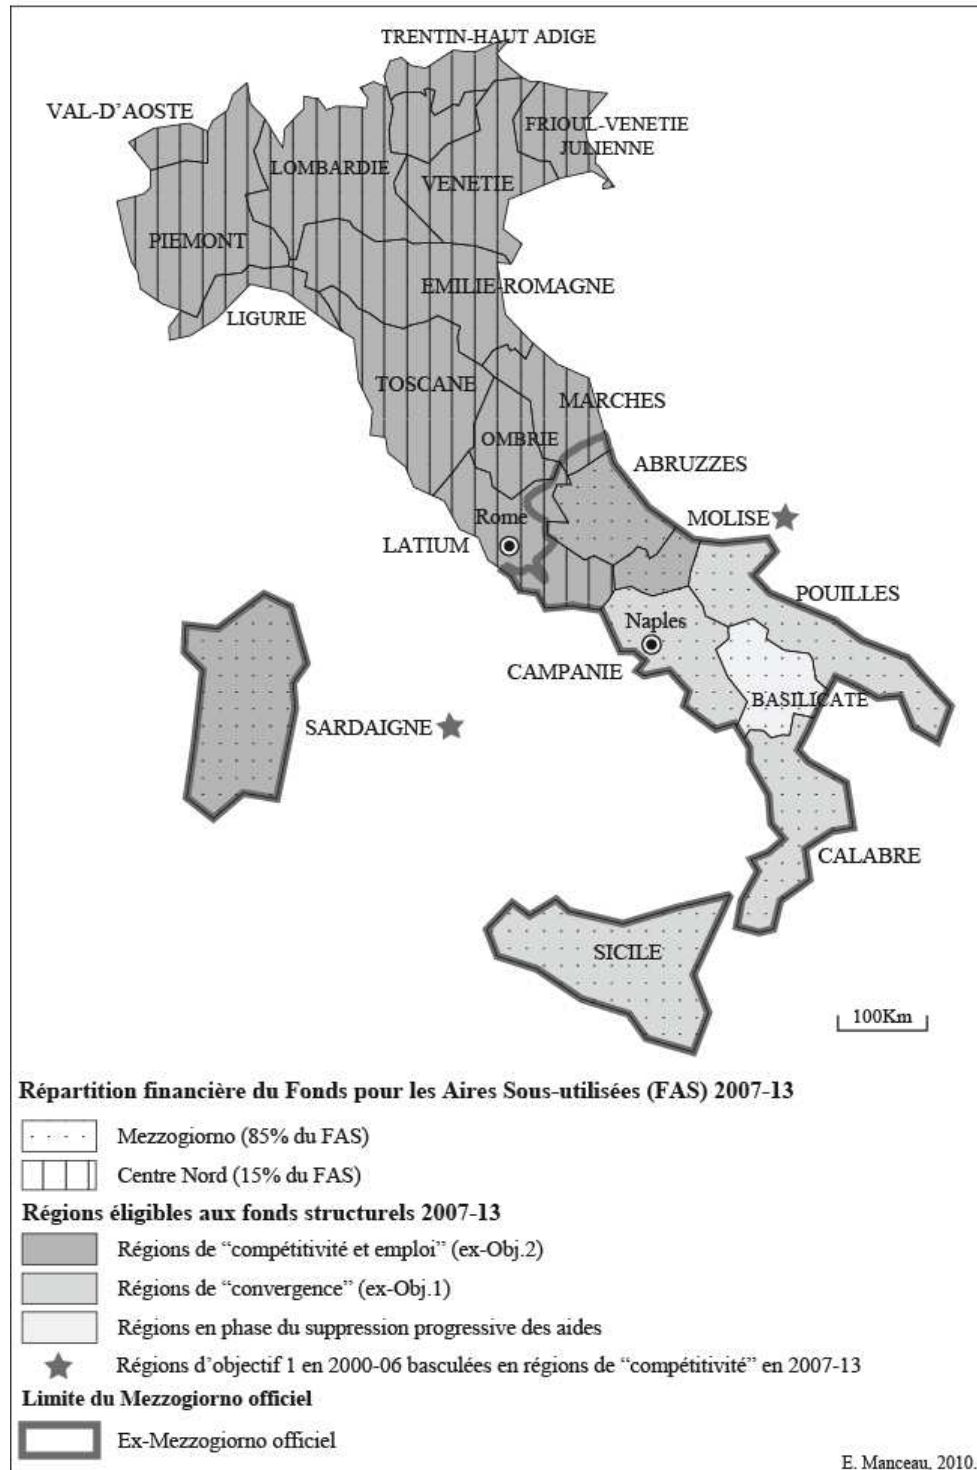 TRENTIN-HAUT ADIGE
VAL-D'AOSTE
FRIOUL-VENETIE
JULIENNE
LOMBARDIE
VENETIE
PIEMONT
EMILIE-ROMAGNE
LIGURIE
TOSCANE
MARCHES
OMBRIE
ABRUZZES
Rome
MOLISE
LATIUM
POUILLES
Naples
CAMPANIE
BASILICATE
SARDAIGNE
CALABRE
SICILE
100Km
Répartition financière du Fonds pour les Aires Sous-utilisées (FAS) 2007-13
Mezzogiorno (85% du FAS)
Centre Nord (15% du FAS)
Régions éligibles aux fonds structurels 2007-13
Régions de “compétitivité et emploi” (ex-Obj.2)
Régions de “convergence” (ex-Obj.1)
Régions en phase du suppression progressive des aides
Régions d'objectif 1 en 2000-06 basculées en régions de “compétitivité” en 2007-13
Limite du Mezzogiorno officiel
Ex-Mezzogiorno officiel
E. Manceau, 2010.